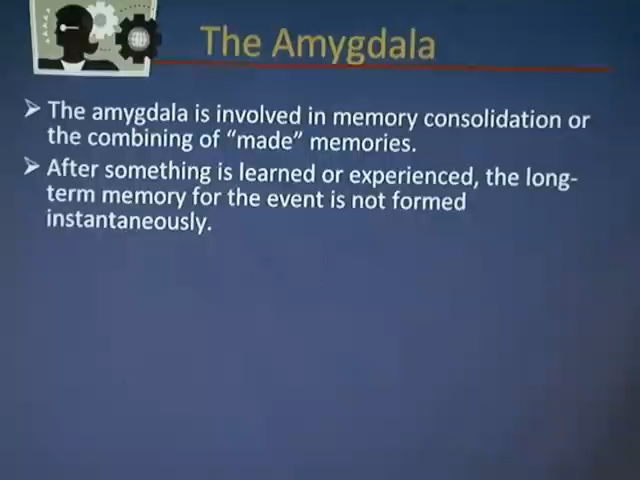 The Amygdala
The amygdala is involved in memory consolidation or
the combining of “made” memories.
After something is learned or experienced, the long-
term memory for the event is not formed
instantaneously.